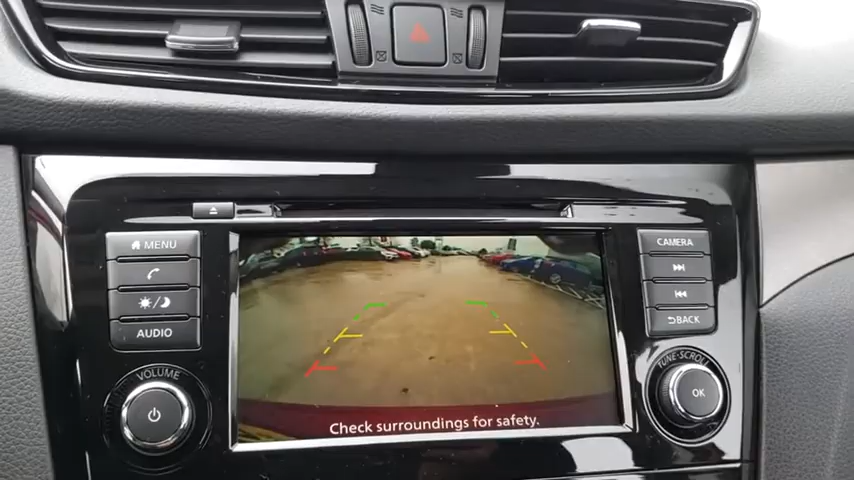 MENU
CAMERA
BACK
AUDIO
VOLUME
TUNE·SCROLL
OK
Check surroundings for safety.